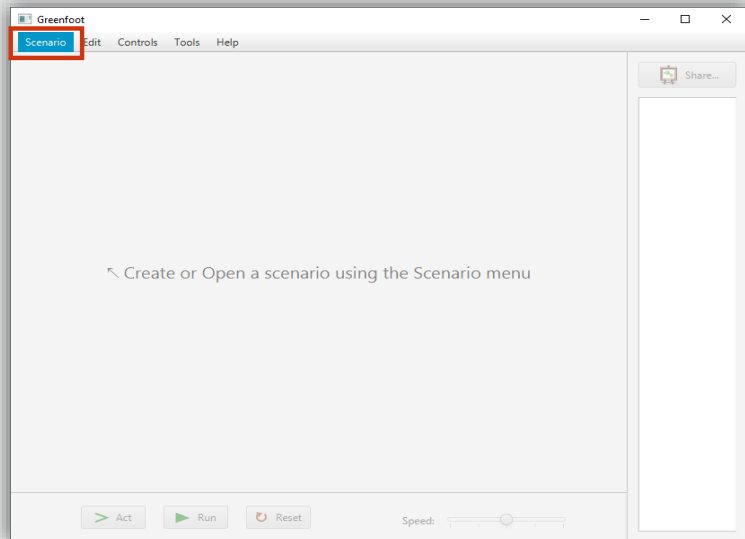 Greenfoot
Scenario Edit Controls Tools Help
Share...
Create or Open a scenario using the Scenario menu
Act Run Reset Speed: